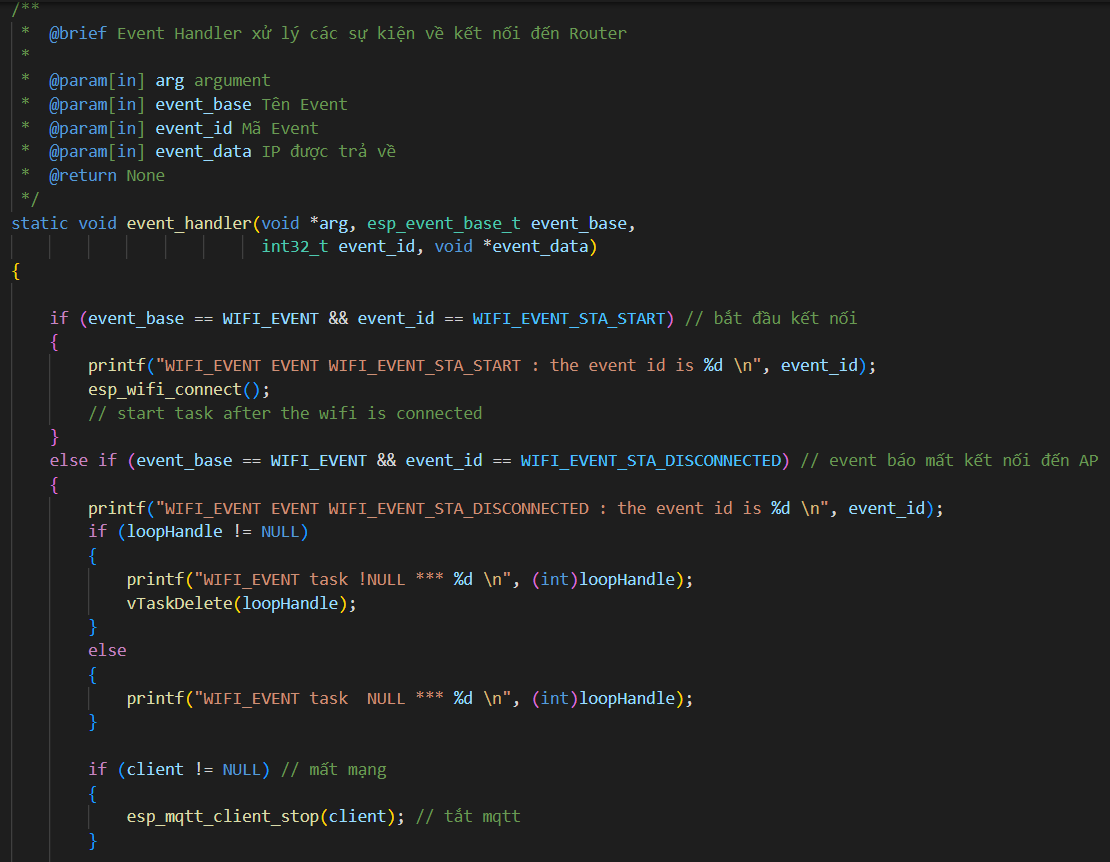 /**
 *  @brief Event Handler xử lý các sự kiện về kết nối đến Router
 *
 *  @param[in] arg argument
 *  @param[in] event_base Tên Event
 *  @param[in] event_id Mã Event
 *  @param[in] event_data IP được trả về
 *  @return None
 */
static void event_handler(void *arg, esp_event_base_t event_base,
                          int32_t event_id, void *event_data)
{
    if (event_base == WIFI_EVENT && event_id == WIFI_EVENT_STA_START) // bắt đầu kết nối
    {
        printf("WIFI_EVENT EVENT WIFI_EVENT_STA_START : the event id is %d \n", event_id);
        esp_wifi_connect();
        // start task after the wifi is connected
    }
    else if (event_base == WIFI_EVENT && event_id == WIFI_EVENT_STA_DISCONNECTED) // event báo mất kết nối đến AP
    {
        printf("WIFI_EVENT EVENT WIFI_EVENT_STA_DISCONNECTED : the event id is %d \n", event_id);
        if (loopHandle != NULL)
        {
            printf("WIFI_EVENT task !NULL *** %d \n", (int)loopHandle);
            vTaskDelete(loopHandle);
        }
        else
        {
            printf("WIFI_EVENT task  NULL *** %d \n", (int)loopHandle);
        }
        if (client != NULL) // mất mạng
        {
            esp_mqtt_client_stop(client); // tắt mqtt
        }